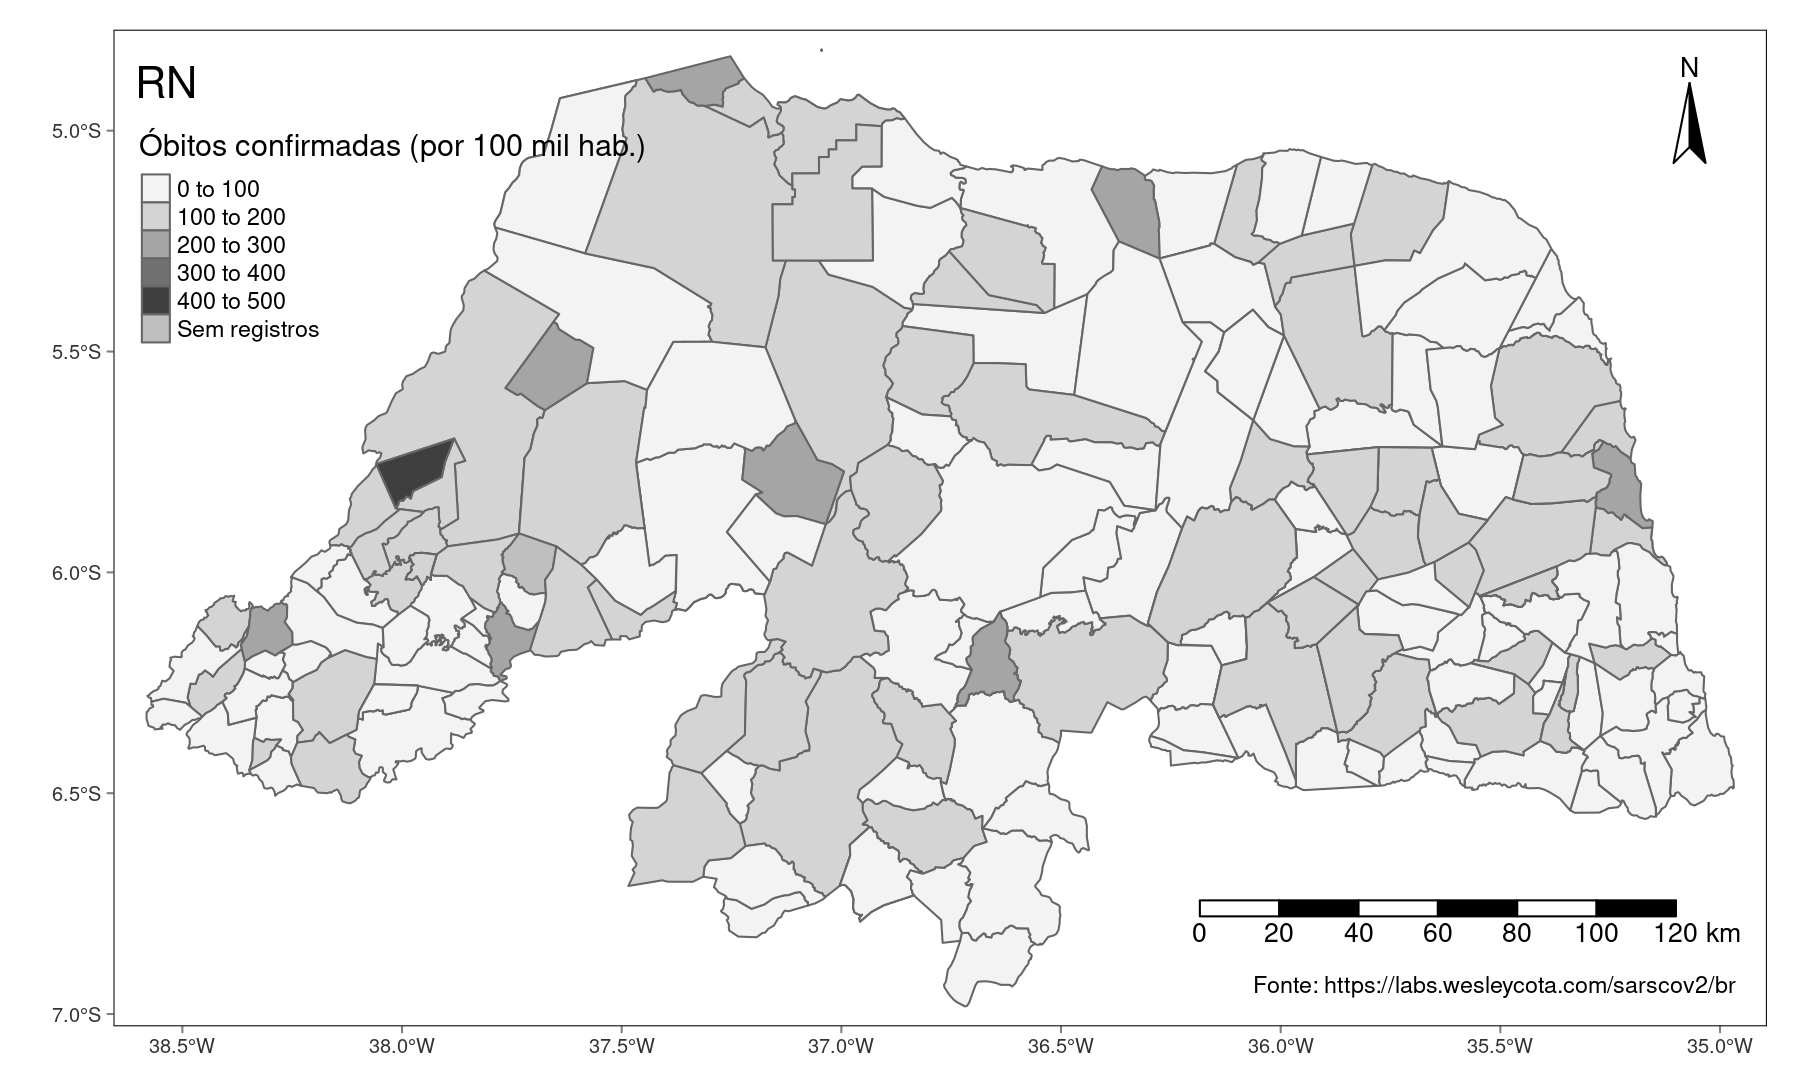 RN
N
Óbitos confirmadas (por 100 mil hab.)
0 to 100
100 to 200
200 to 300
300 to 400
400 to 500
Sem registros
5.0°S
5.5°S
6.0°S
6.5°S
7.0°S
0 20 40 60 80 100 120 km
Fonte: https://labs.wesleycota.com/sarscov2/br
38.5°W 38.0°W 37.5°W 37.0°W 36.5°W 36.0°W 35.5°W 35.0°W